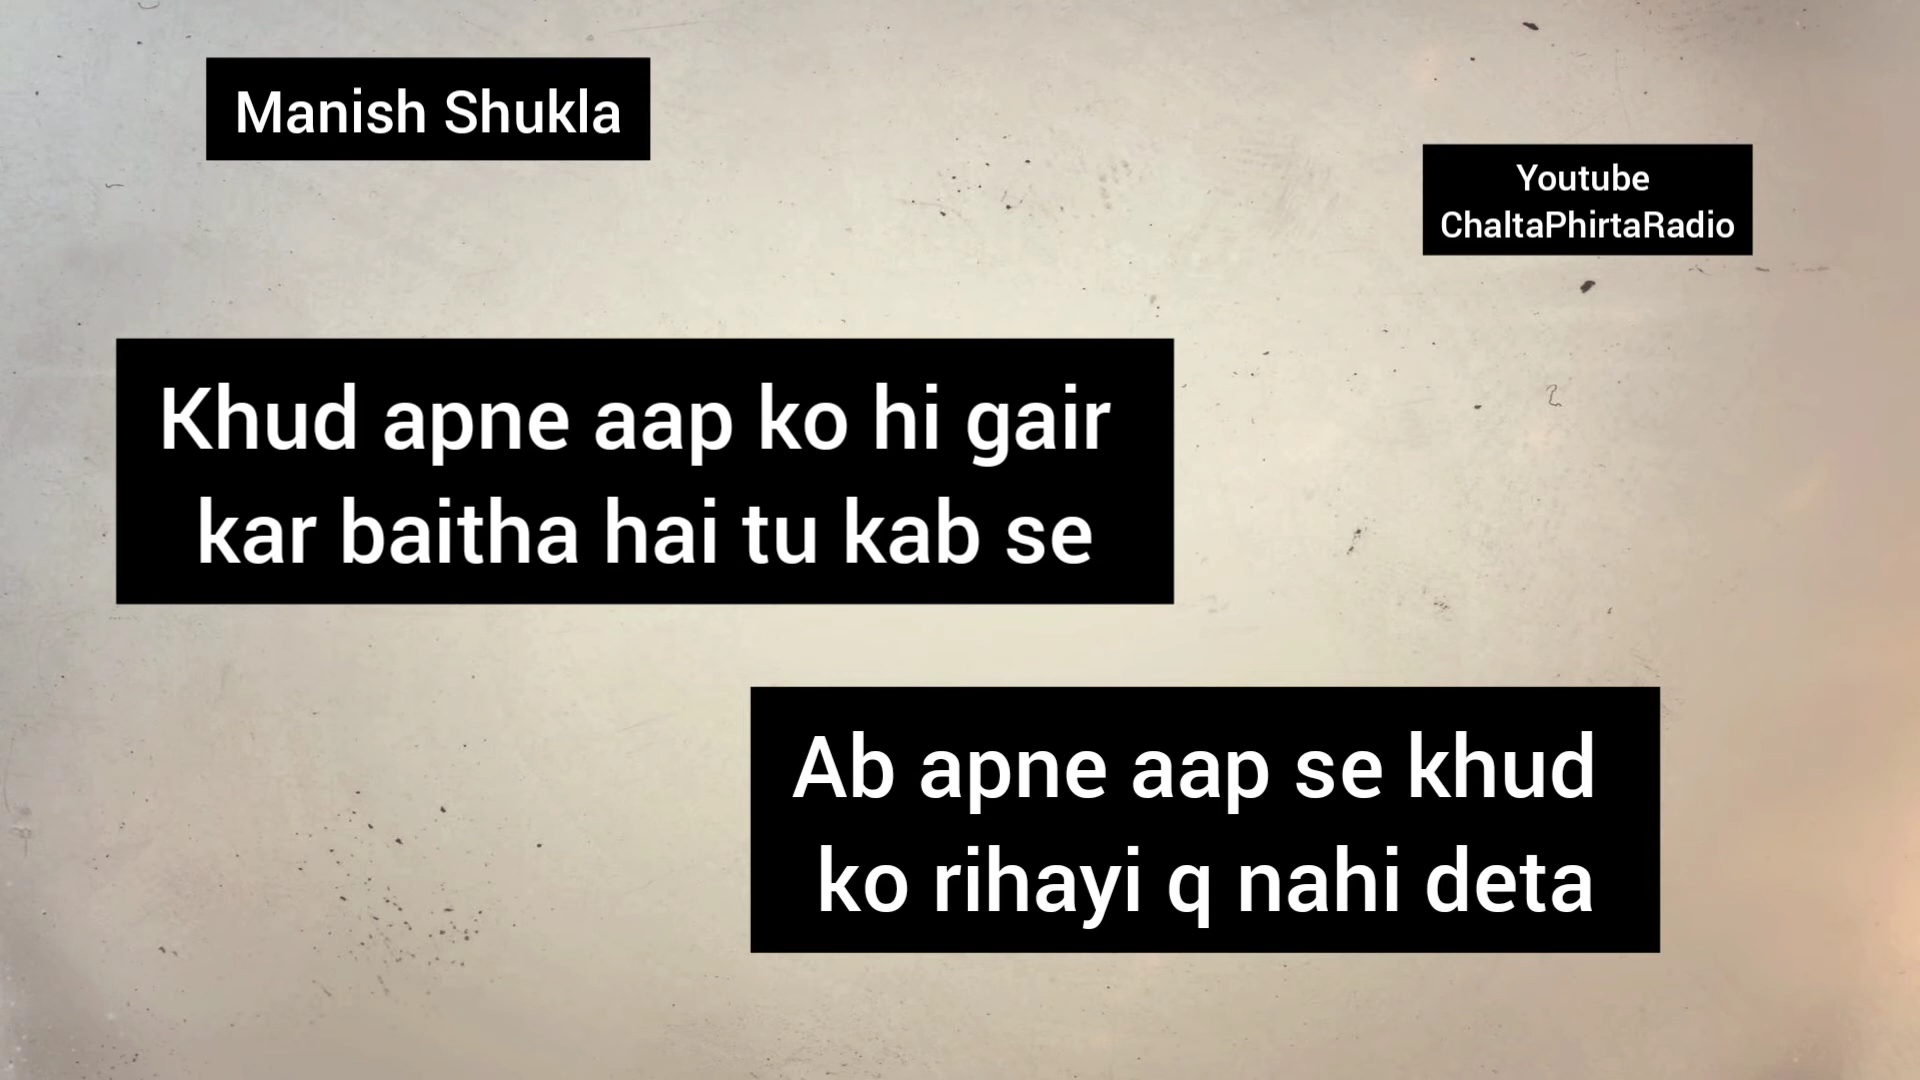 Manish Shukla
Youtube
ChaltaPhirtaRadio
Khud apne aap ko hi gair
kar baitha hai tu kab se
Ab apne aap se khud
ko rihayi q nahi deta